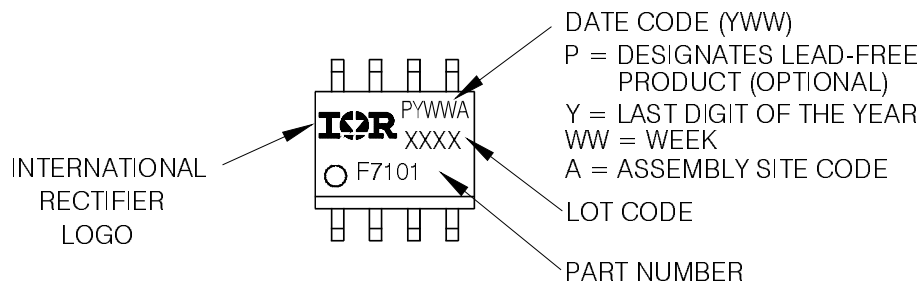 DATE CODE (YWW)
P = DESIGNATES LEAD-FREE
PRODUCT (OPTIONAL)
Y = LAST DIGIT OF THE YEAR
WW = WEEK
A = ASSEMBLY SITE CODE
LOT CODE
PART NUMBER
INTERNATIONAL
RECTIFIER
LOGO
IOR
PYWWA
XXXX
F7101